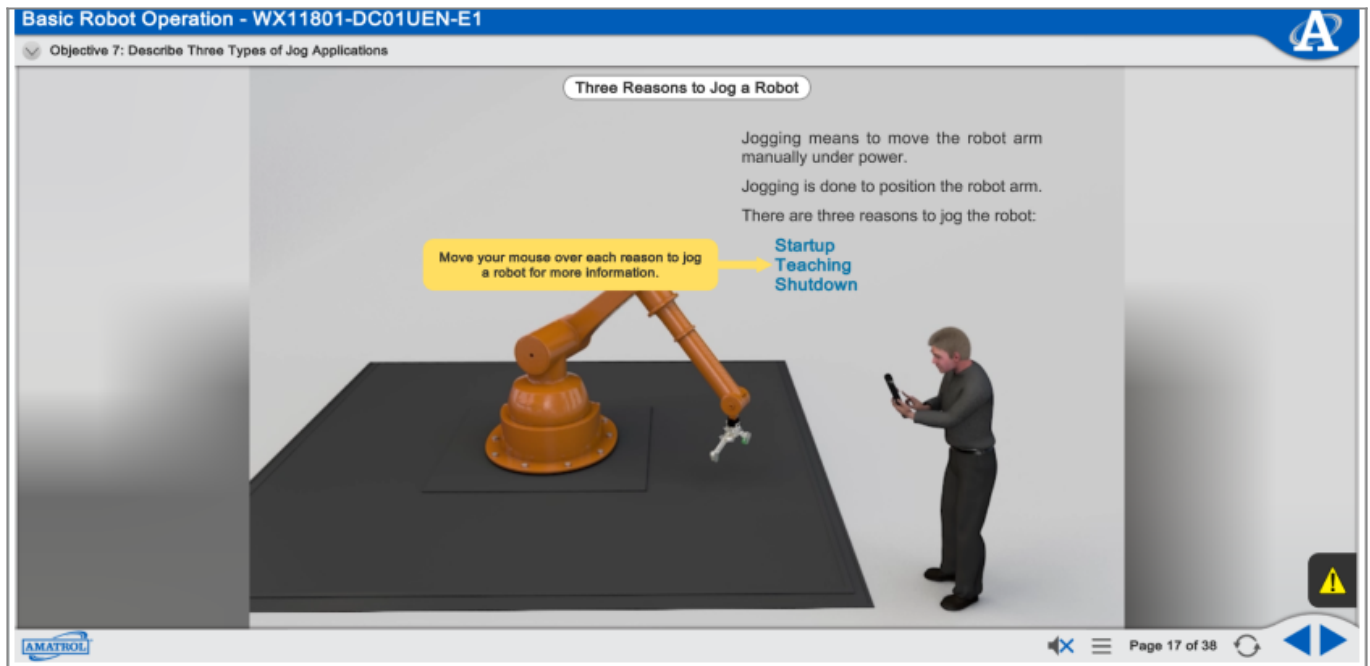 Basic Robot Operation - WX11801-DC01UEN-E1
Objective 7: Describe Three Types of Jog Applications
A
Three Reasons to Jog a Robot
Jogging means to move the robot arm
manually under power.
Jogging is done to position the robot arm.
There are three reasons to jog the robot:
Startup
Teaching
Shutdown
Move your mouse over each reason to jog
a robot for more information.
AMATROL
Page 17 of 38